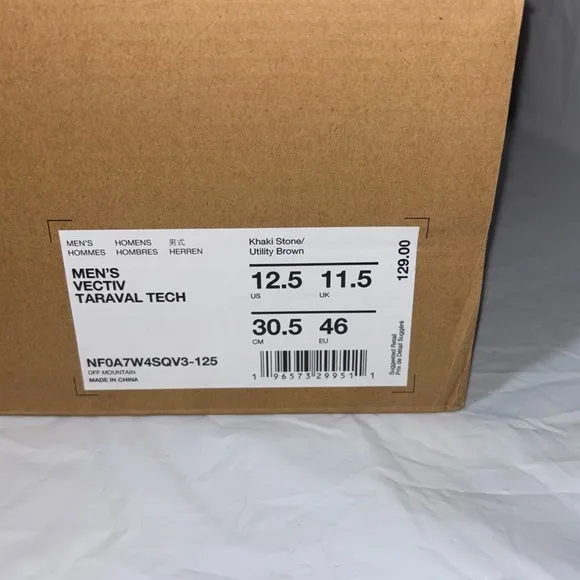 MEN'S HOMENS 男式
HOMMES HOMBRES HERREN
MEN'S
VECTIV
TARAVAL TECH
NF0A7W4SQV3-125
OFF MOUNTAIN
MADE IN CHINA
Khaki Stone/
Utility Brown
12.5 11.5
US UK
30.5 46
CM EU
1 96573 29951 1
129.00
Suggested Retail
Prix de Détail Suggéré